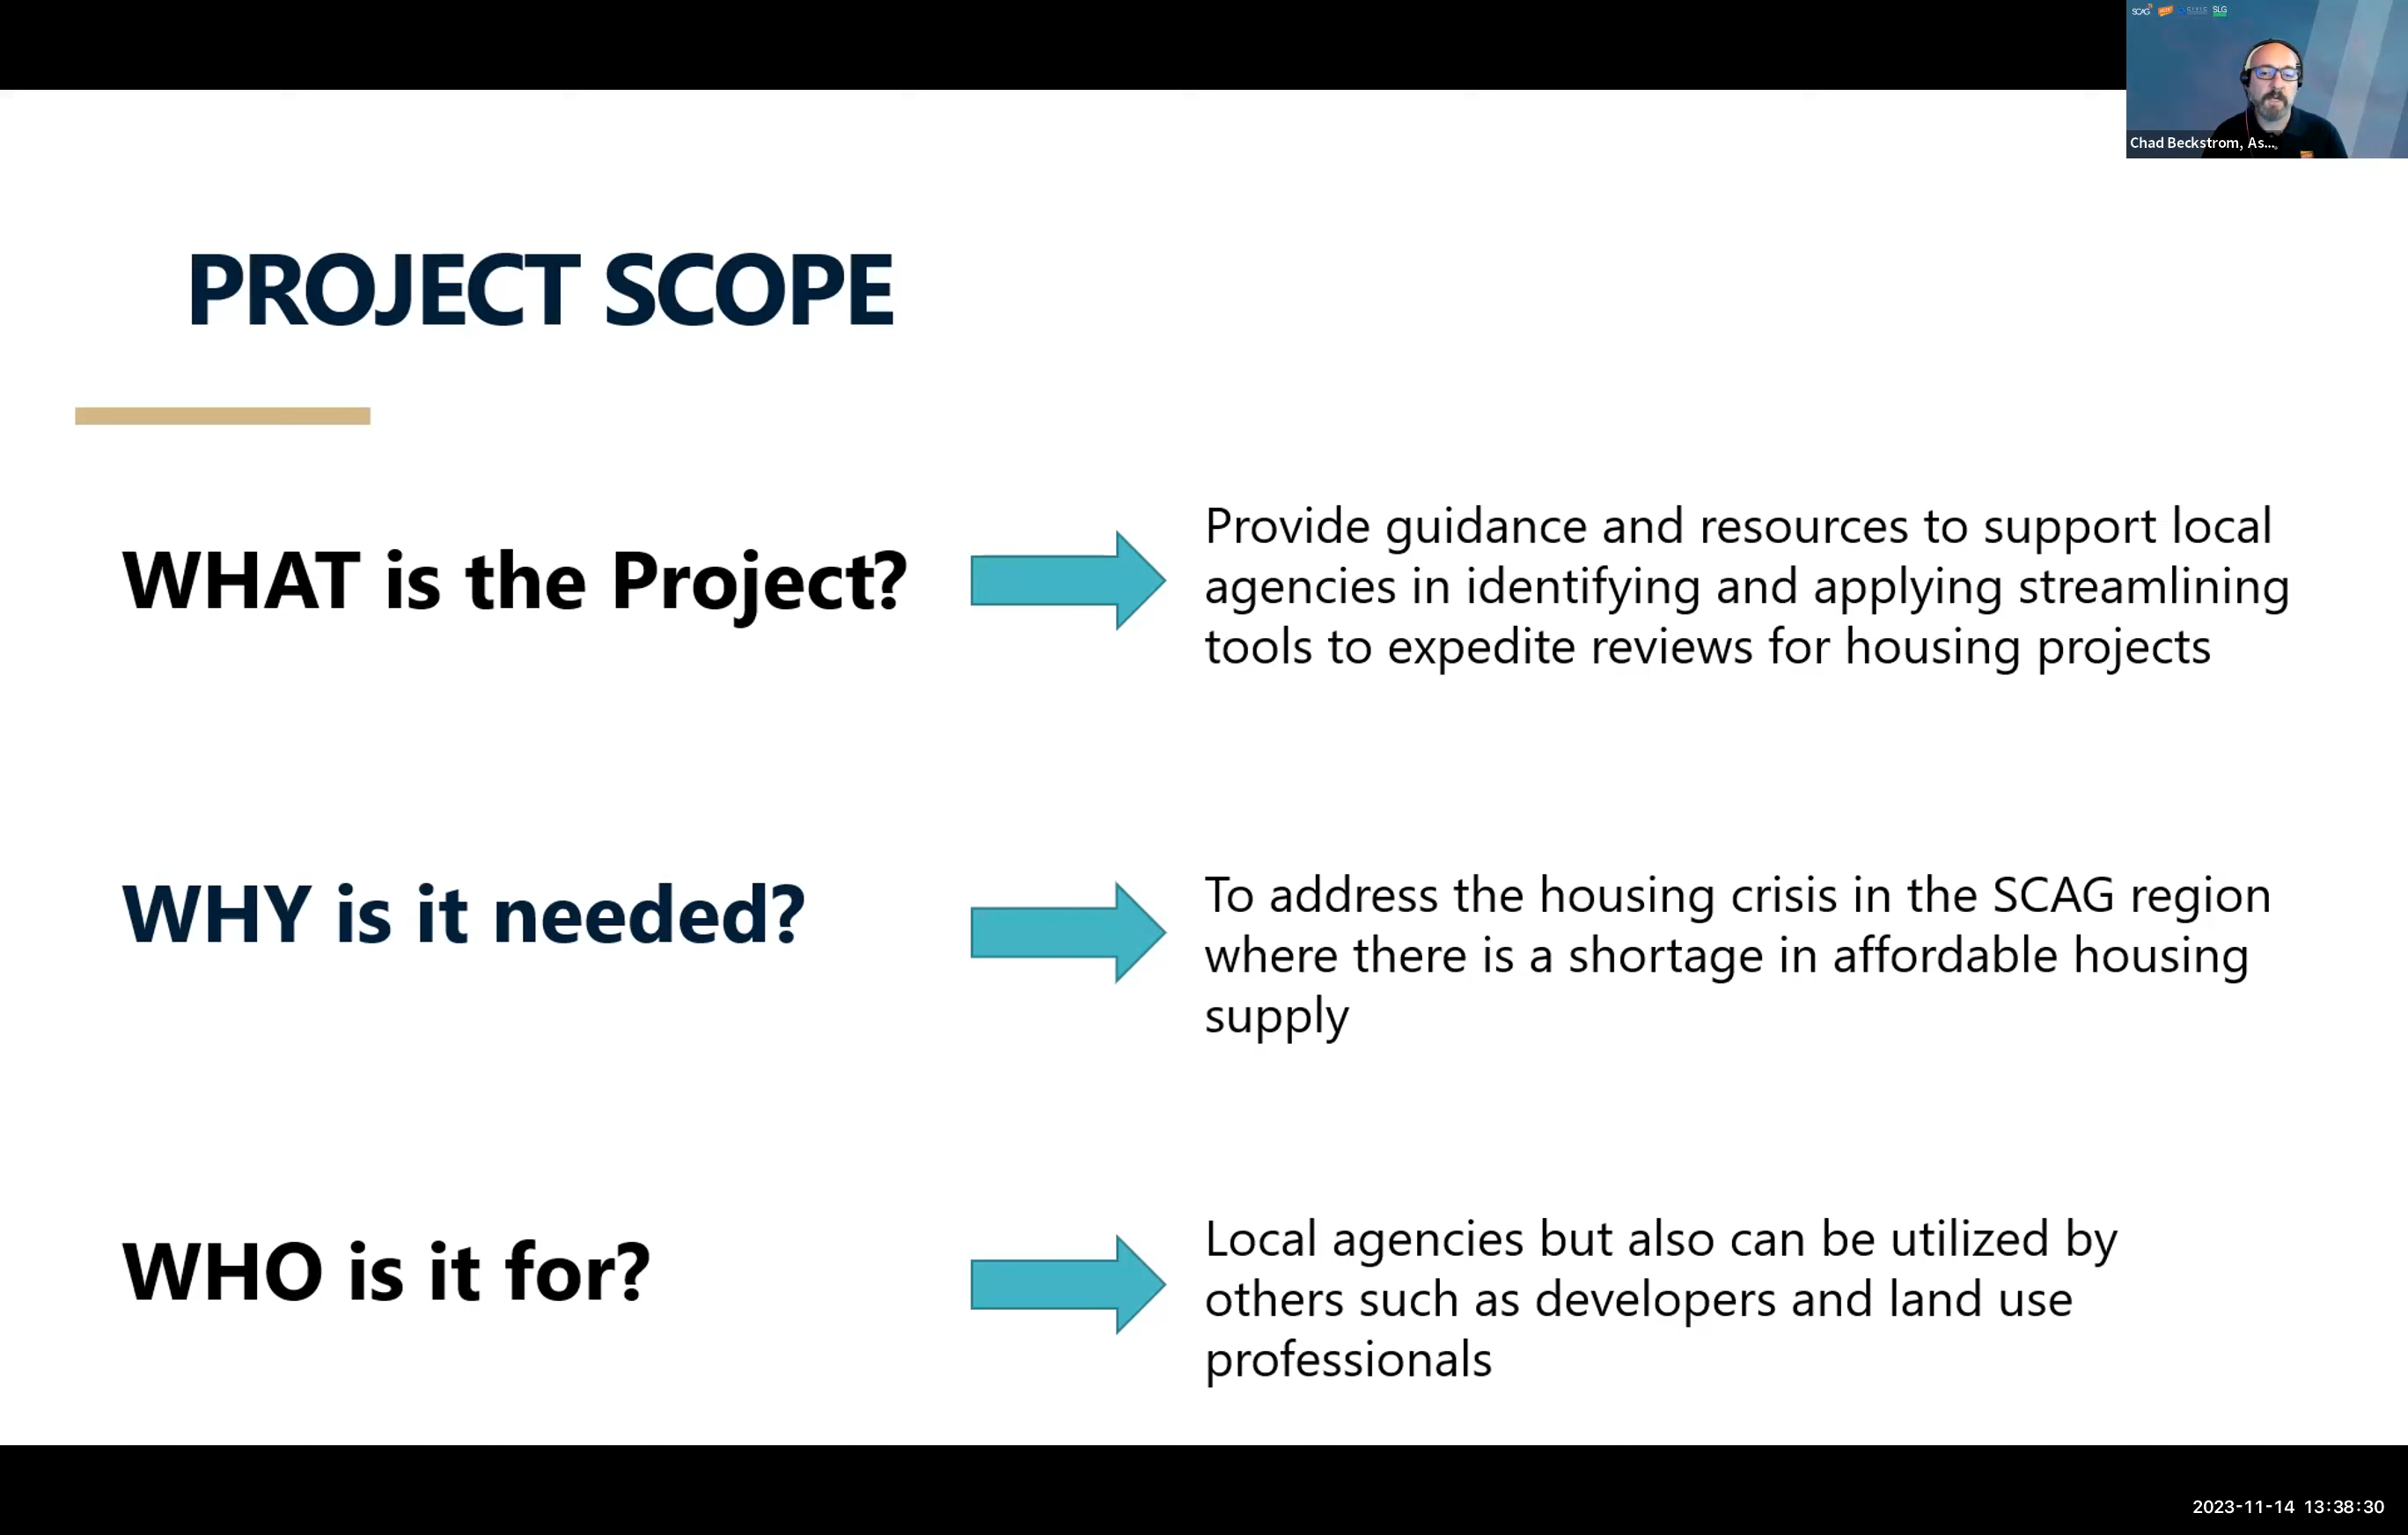 SCAG SLG
Chad Beckstrom, As...
PROJECT SCOPE
WHAT is the Project?
Provide guidance and resources to support local
agencies in identifying and applying streamlining
tools to expedite reviews for housing projects
WHY is it needed?
To address the housing crisis in the SCAG region
where there is a shortage in affordable housing
supply
WHO is it for?
Local agencies but also can be utilized by
others such as developers and land use
professionals
2023-11-14 13:38:30